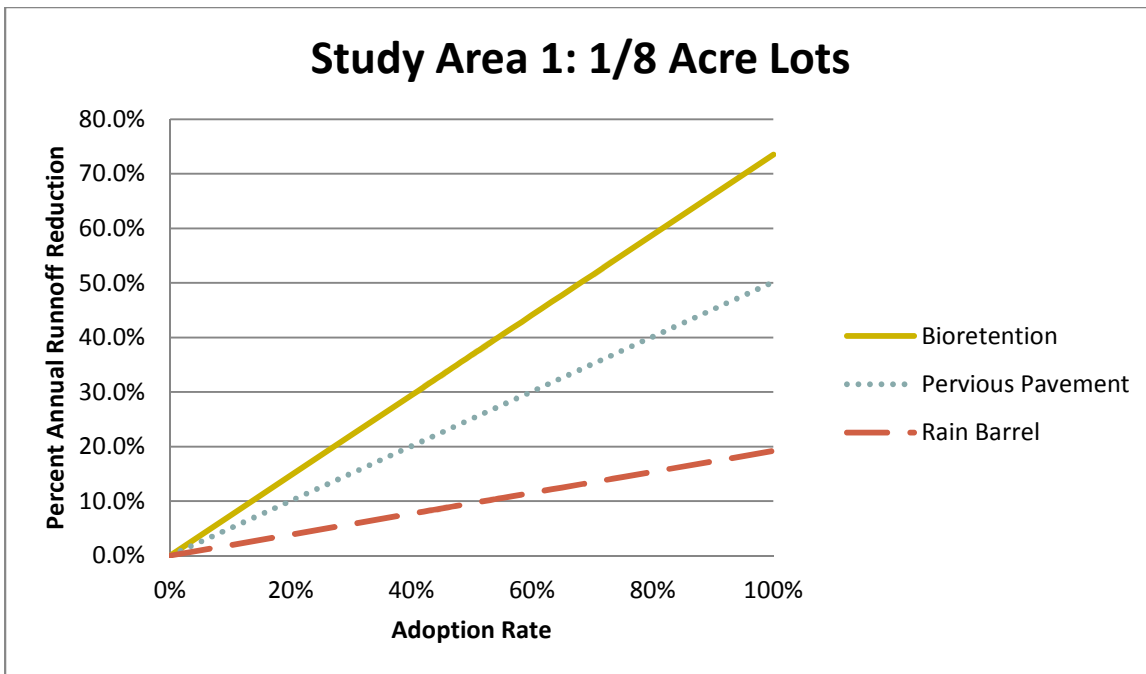 Study Area 1: 1/8 Acre Lots
80.0%
70.0%
60.0%
50.0%
40.0%
30.0%
20.0%
10.0%
0.0%
Percent Annual Runnoff Reduction
0% 20% 40% 60% 80% 100%
Adoption Rate
Bioretention
Pervious Pavement
Rain Barrel